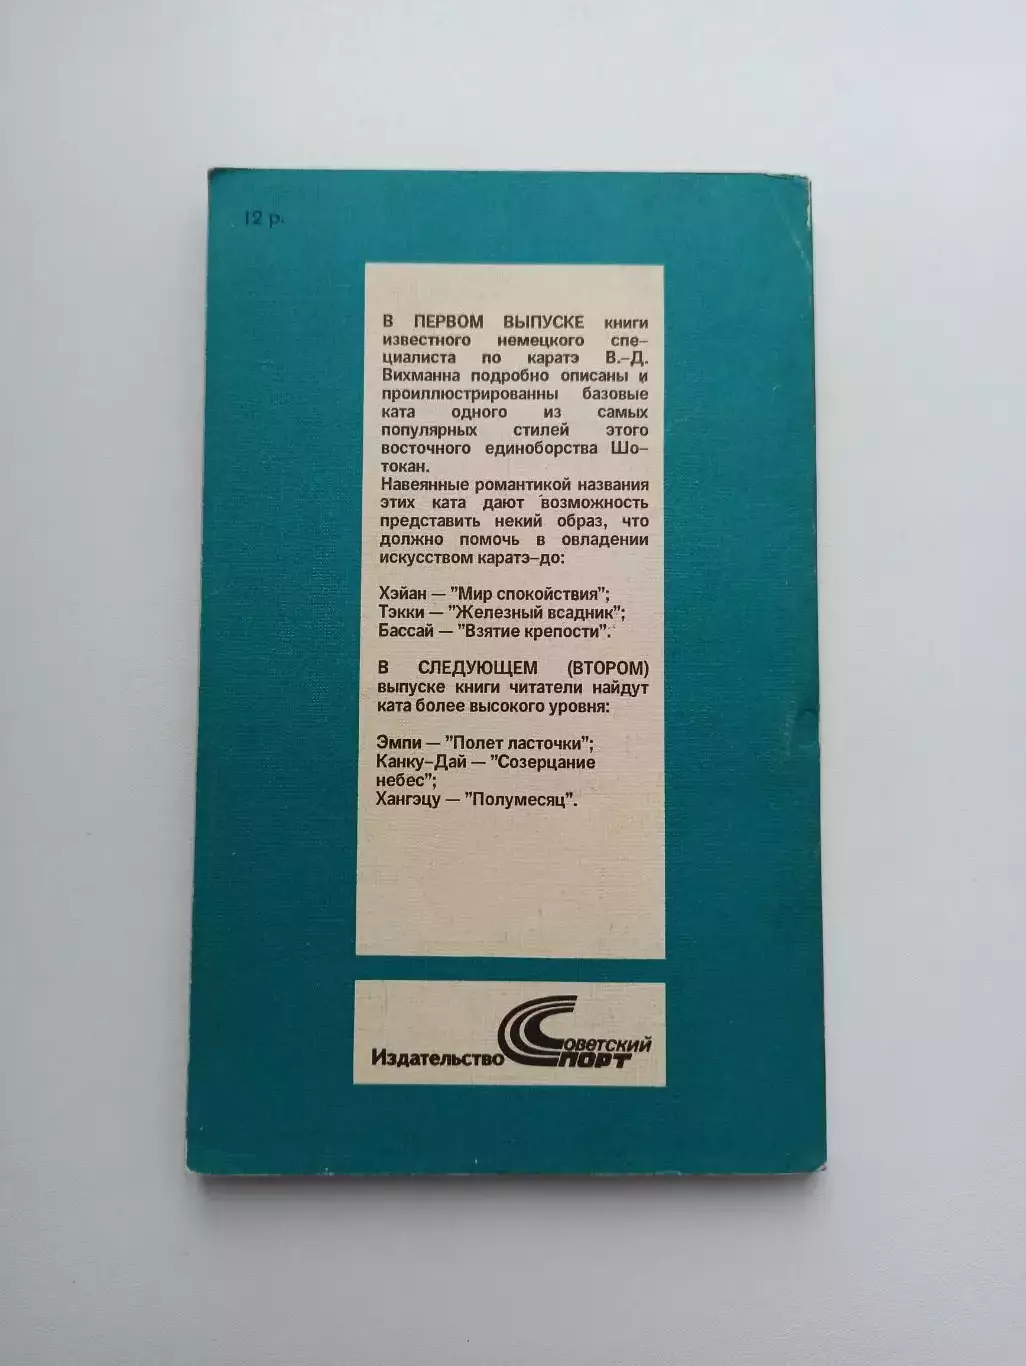 12 р.
В ПЕРВОМ ВЫПУСКЕ книги
известного немецкого спе-
циалиста по каратэ В.-Д.
Вихманна подробно описаны и
проиллюстрированны базовые
ката одного из самых
популярных стилей этого
восточного единоборства Шо-
токан.
Навеянные романтикой названия
этих ката дают возможность
представить некий образ, что
должно помочь в овладении
искусством каратэ-до:
Хэйан — "Мир спокойствия";
Тэкки — "Железный всадник";
Бассай — "Взятие крепости".
В СЛЕДУЮЩЕМ (ВТОРОМ)
выпуске книги читатели найдут
ката более высокого уровня:
Эмпи — "Полет ласточки";
Канку-Дай — "Созерцание
небес";
Хангэцу — "Полумесяц".
Издательство Советский Спорт